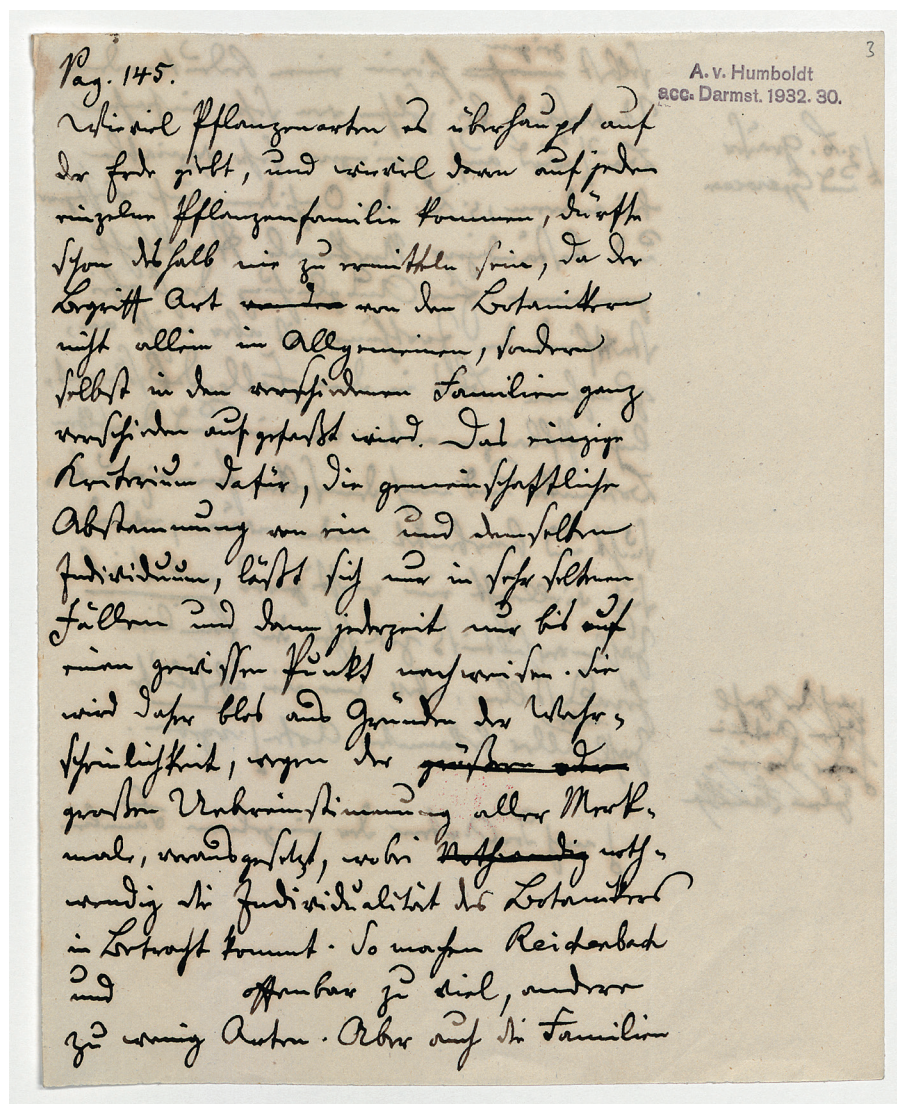 3
A. v. Humboldt
acc. Darmst. 1932. 30.
Pag. 145.
Wieviel Pflanzenarten es überhaupt auf
der Erde giebt, und wieviel deren auf jeden
einzelne Pflanzenfamilie kommen, dürfte
schon deshalb nie zu ermitteln sein, da der
Begriff Art von den Botanikern
nicht allein im Allgemeinen, sondern
selbst in den verschiedenen Familien ganz
verschieden aufgefaßt wird. Das einzige
Kriterium dafür, die gemeinschaftliche
Abstammung von ein und demselben
Individuum, läßt sich nur in sehr seltenen
Fällen und dann jederzeit nur bis auf
einen gewissen Punkt nachweisen. Sie
wird daher blos aus Gründen der Wahr-
scheinlichkeit, wegen der größern oder
großen Uebereinstimmung aller Merk-
male, vorausgesetzt, wobei Nothwendig noth-
wendig die Individualität des Botanikers
in Betracht kommt. So machen Reichenbach
und offenbar zu viel, andere
zu wenig Arten. Aber auch die Familien